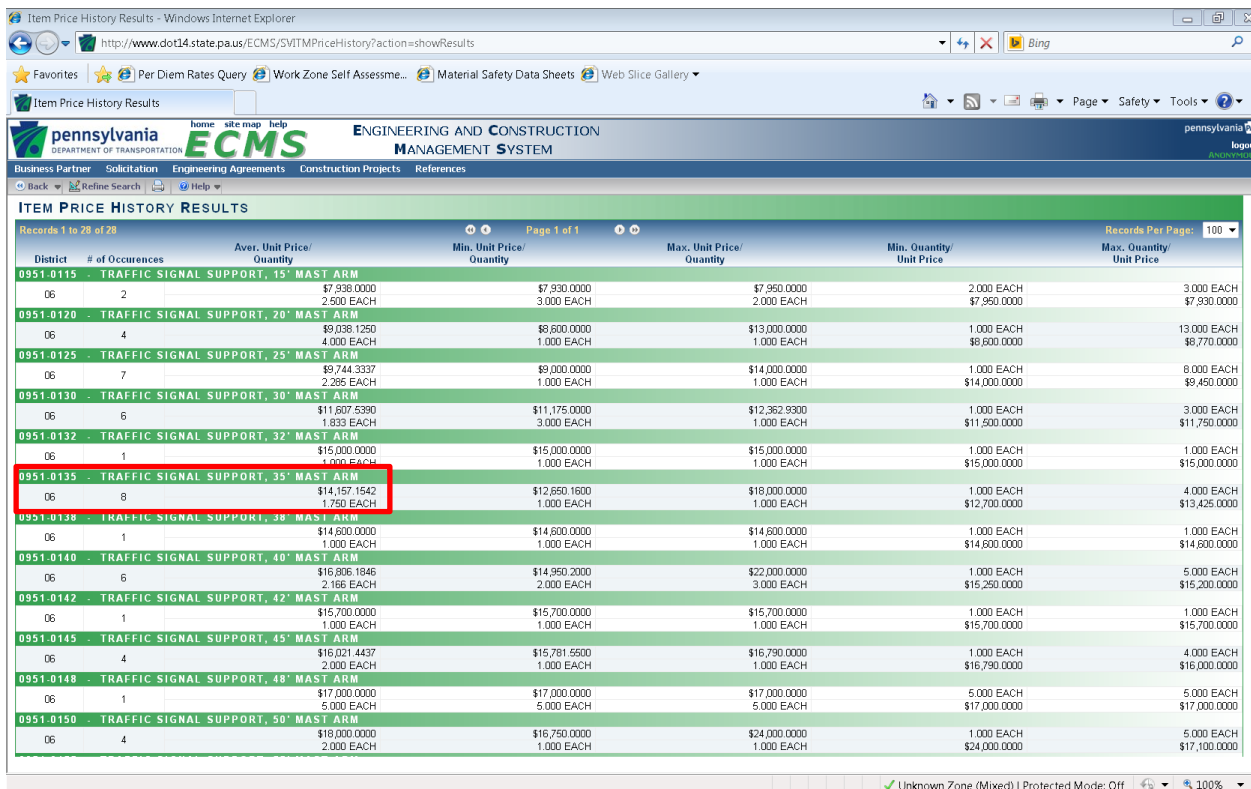 Item Price History Results - Windows Internet Explorer
http://www.dot14.state.pa.us/ECMS/SVITMPriceHistory?action=showResults
Bing
Favorites Per Diem Rates Query Work Zone Self Assessme... Material Safety Data Sheets Web Slice Gallery
Item Price History Results Page Safety Tools
home site map help
pennsylvania ECMS ENGINEERING AND CONSTRUCTION pennsylvania
DEPARTMENT OF TRANSPORTATION MANAGEMENT SYSTEM
Business Partner Solicitation Engineering Agreements Construction Projects References
Back Refine Search Help
ITEM PRICE HISTORY RESULTS
Records 1 to 28 of 28 Page 1 of 1 Records Per Page: 100
Aver. Unit Price/ Min. Unit Price/ Max. Unit Price/ Min. Quantity/ Max. Quantity/
District # of Occurences Quantity Quantity Quantity Unit Price Unit Price
0951-0115 - TRAFFIC SIGNAL SUPPORT, 15' MAST ARM
06 2 $7,938.0000 $7,930.0000 $7,950.0000 2.000 EACH 3.000 EACH
2.500 EACH 3.000 EACH 2.000 EACH $7,950.0000 $7,930.0000
0951-0120 - TRAFFIC SIGNAL SUPPORT, 20' MAST ARM
06 4 $9,038.1250 $8,600.0000 $13,000.0000 1.000 EACH 13.000 EACH
4.000 EACH 1.000 EACH 1.000 EACH $8,600.0000 $8,770.0000
0951-0125 - TRAFFIC SIGNAL SUPPORT, 25' MAST ARM
06 7 $9,744.3337 $9,000.0000 $14,000.0000 1.000 EACH 8.000 EACH
2.285 EACH 1.000 EACH 1.000 EACH $14,000.0000 $9,450.0000
0951-0130 - TRAFFIC SIGNAL SUPPORT, 30' MAST ARM
06 6 $11,607.5390 $11,175.0000 $12,362.9300 1.000 EACH 3.000 EACH
1.833 EACH 3.000 EACH 1.000 EACH $11,500.0000 $11,750.0000
0951-0132 - TRAFFIC SIGNAL SUPPORT, 32' MAST ARM
06 1 $15,000.0000 $15,000.0000 $15,000.0000 1.000 EACH 1.000 EACH
1.000 EACH 1.000 EACH 1.000 EACH $15,000.0000 $15,000.0000
0951-0135 - TRAFFIC SIGNAL SUPPORT, 35' MAST ARM
06 8 $14,157.1542 $12,650.1600 $18,000.0000 1.000 EACH 4.000 EACH
1.750 EACH 1.000 EACH 1.000 EACH $12,700.0000 $13,425.0000
0951-0138 - TRAFFIC SIGNAL SUPPORT, 38' MAST ARM
06 1 $14,600.0000 $14,600.0000 $14,600.0000 1.000 EACH 1.000 EACH
1.000 EACH 1.000 EACH 1.000 EACH $14,600.0000 $14,600.0000
0951-0140 - TRAFFIC SIGNAL SUPPORT, 40' MAST ARM
06 6 $16,806.1846 $14,950.2000 $22,000.0000 1.000 EACH 5.000 EACH
2.166 EACH 2.000 EACH 3.000 EACH $15,250.0000 $15,200.0000
0951-0142 - TRAFFIC SIGNAL SUPPORT, 42' MAST ARM
06 1 $15,700.0000 $15,700.0000 $15,700.0000 1.000 EACH 1.000 EACH
1.000 EACH 1.000 EACH 1.000 EACH $15,700.0000 $15,700.0000
0951-0145 - TRAFFIC SIGNAL SUPPORT, 45' MAST ARM
06 4 $16,021.4437 $15,781.5500 $16,790.0000 1.000 EACH 4.000 EACH
2.000 EACH 1.000 EACH 1.000 EACH $16,790.0000 $16,000.0000
0951-0148 - TRAFFIC SIGNAL SUPPORT, 48' MAST ARM
06 1 $17,000.0000 $17,000.0000 $17,000.0000 5.000 EACH 5.000 EACH
5.000 EACH 5.000 EACH 5.000 EACH $17,000.0000 $17,000.0000
0951-0150 - TRAFFIC SIGNAL SUPPORT, 50' MAST ARM
06 4 $18,000.0000 $16,750.0000 $24,000.0000 1.000 EACH 5.000 EACH
2.000 EACH 1.000 EACH 1.000 EACH $24,000.0000 $17,100.0000
Unknown Zone (Mixed) | Protected Mode: Off 100%